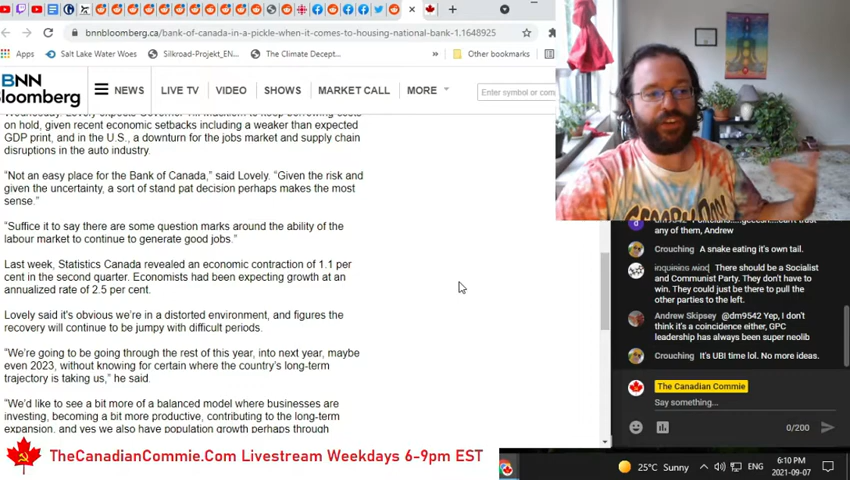 bnnbloomberg.ca/bank-of-canada-in-a-pickle-when-it-comes-to-housing-national-bank-1.1648925
Apps
Salt Lake Water Loes
Silkroad-Projekt_EN...
The Climate Decept...
»
Other bookmarks
BNN
Bloomberg
NEWS
LIVE TV
VIDEO
SHOWS
MARKET CALL
MORE
Enter symbol or com
on hold, given recent economic setbacks including a weaker than expected
GDP print, and in the U.S., a downturn for the jobs market and supply chain
disruptions in the auto industry.
"Not an easy place for the Bank of Canada," said Lovely. "Given the risk and
given the uncertainty, a sort of stand pat decision perhaps makes the most
sense."
"Suffice it to say there are some question marks around the ability of the
labour market to continue to generate good jobs."
Last week, Statistics Canada revealed an economic contraction of 1.1 per
cent in the second quarter. Economists had been expecting growth at an
annualized rate of 2.5 per cent.
Lovely said it's obvious we're in a distorted environment, and figures the
recovery will continue to be jumpy with difficult periods.
"We're going to be going through the rest of this year, into next year, maybe
even 2023, without knowing for certain where the country's long-term
trajectory is taking us," he said.
"We'd like to see a bit more of a balanced model where businesses are
investing, becoming a bit more productive, contributing to the long-term
expansion, and yes we also have population growth perhaps through
any of them, Andrew
Crouching A snake eating it's own tail.
inquiring mind There should be a Socialist
and Communist Party. They don't have to
win. They could just be there to pull the
other parties to the left.
Andrew Skipsey @dm9542 Yep, I don't
think it's a coincidence either, GPC
leadership has always been super neolib
Crouching It's UBI time lol. No more ideas.
The Canadian Commie
Say something...
0/200
TheCanadianCommie.Com Livestream Weekdays 6-9pm EST
25°C Sunny
ENG
6:10 PM
2021-09-07